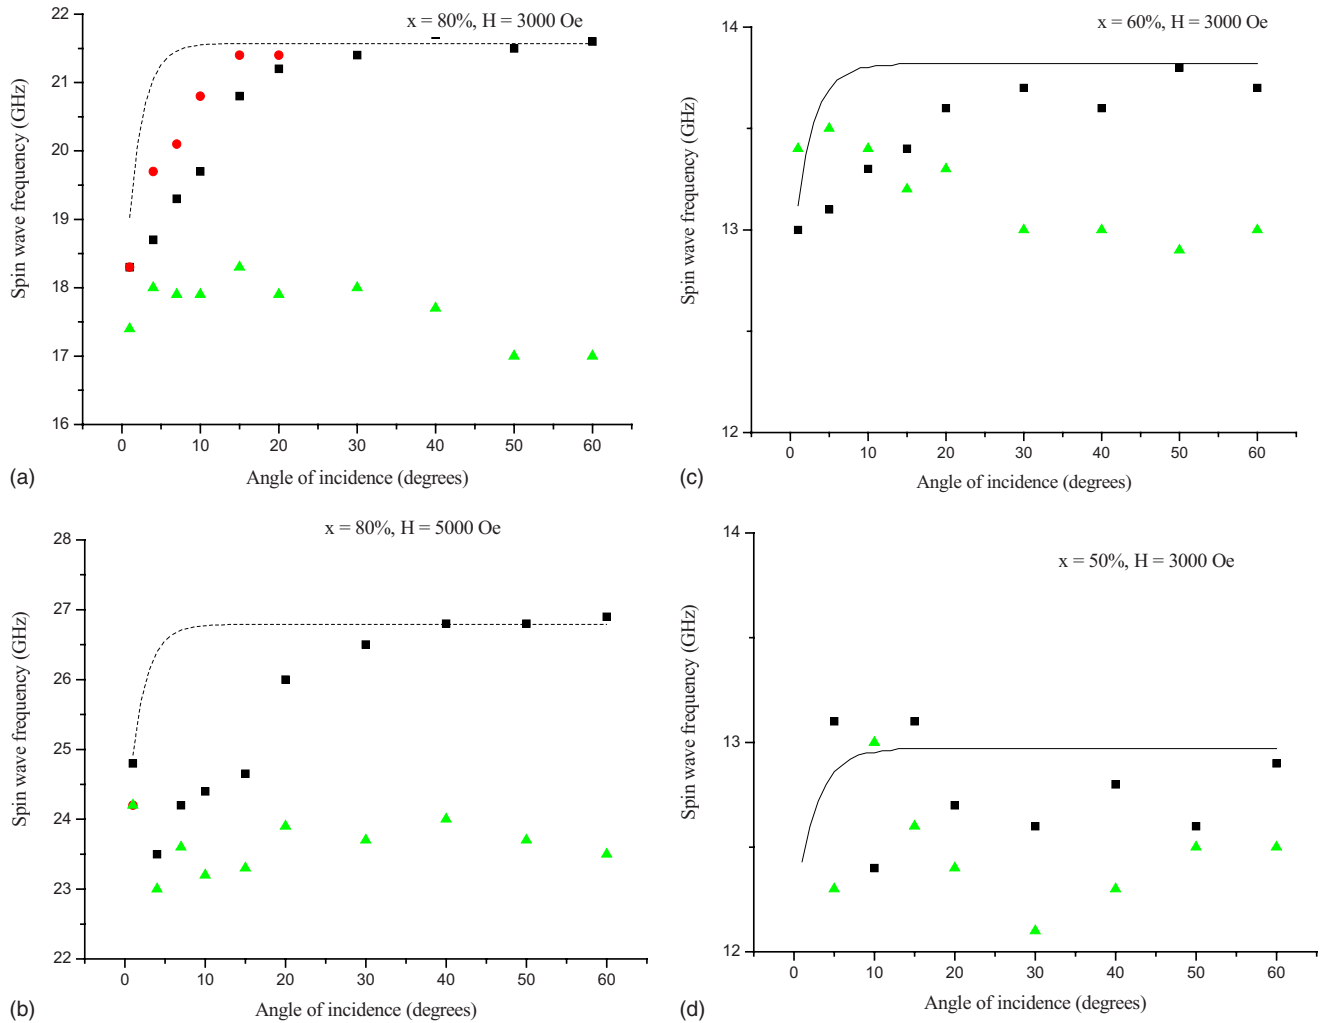 x = 80%, H = 3000 Oe
22
21
20
19
18
17
16
Spin wave frequency (GHz)
0 10 20 30 40 50 60
Angle of incidence (degrees)
(a)
x = 60%, H = 3000 Oe
14
13
12
Spin wave frequency (GHz)
0 10 20 30 40 50 60
Angle of incidence (degrees)
(c)
x = 80%, H = 5000 Oe
28
27
26
25
24
23
22
Spin wave frequency (GHz)
0 10 20 30 40 50 60
Angle of incidence (degrees)
(b)
x = 50%, H = 3000 Oe
14
13
12
Spin wave frequency (GHz)
0 10 20 30 40 50 60
Angle of incidence (degrees)
(d)